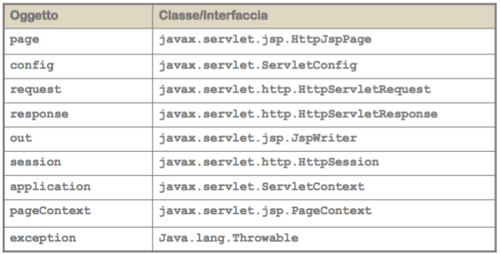 Oggetto Classe/Interfaccia
page javax.servlet.jsp.HttpJspPage
config javax.servlet.ServletConfig
request javax.servlet.http.HttpServletRequest
response javax.servlet.http.HttpServletResponse
out javax.servlet.jsp.JspWriter
session javax.servlet.http.HttpSession
application javax.servlet.ServletContext
pageContext javax.servlet.jsp.PageContext
exception Java.lang.Throwable